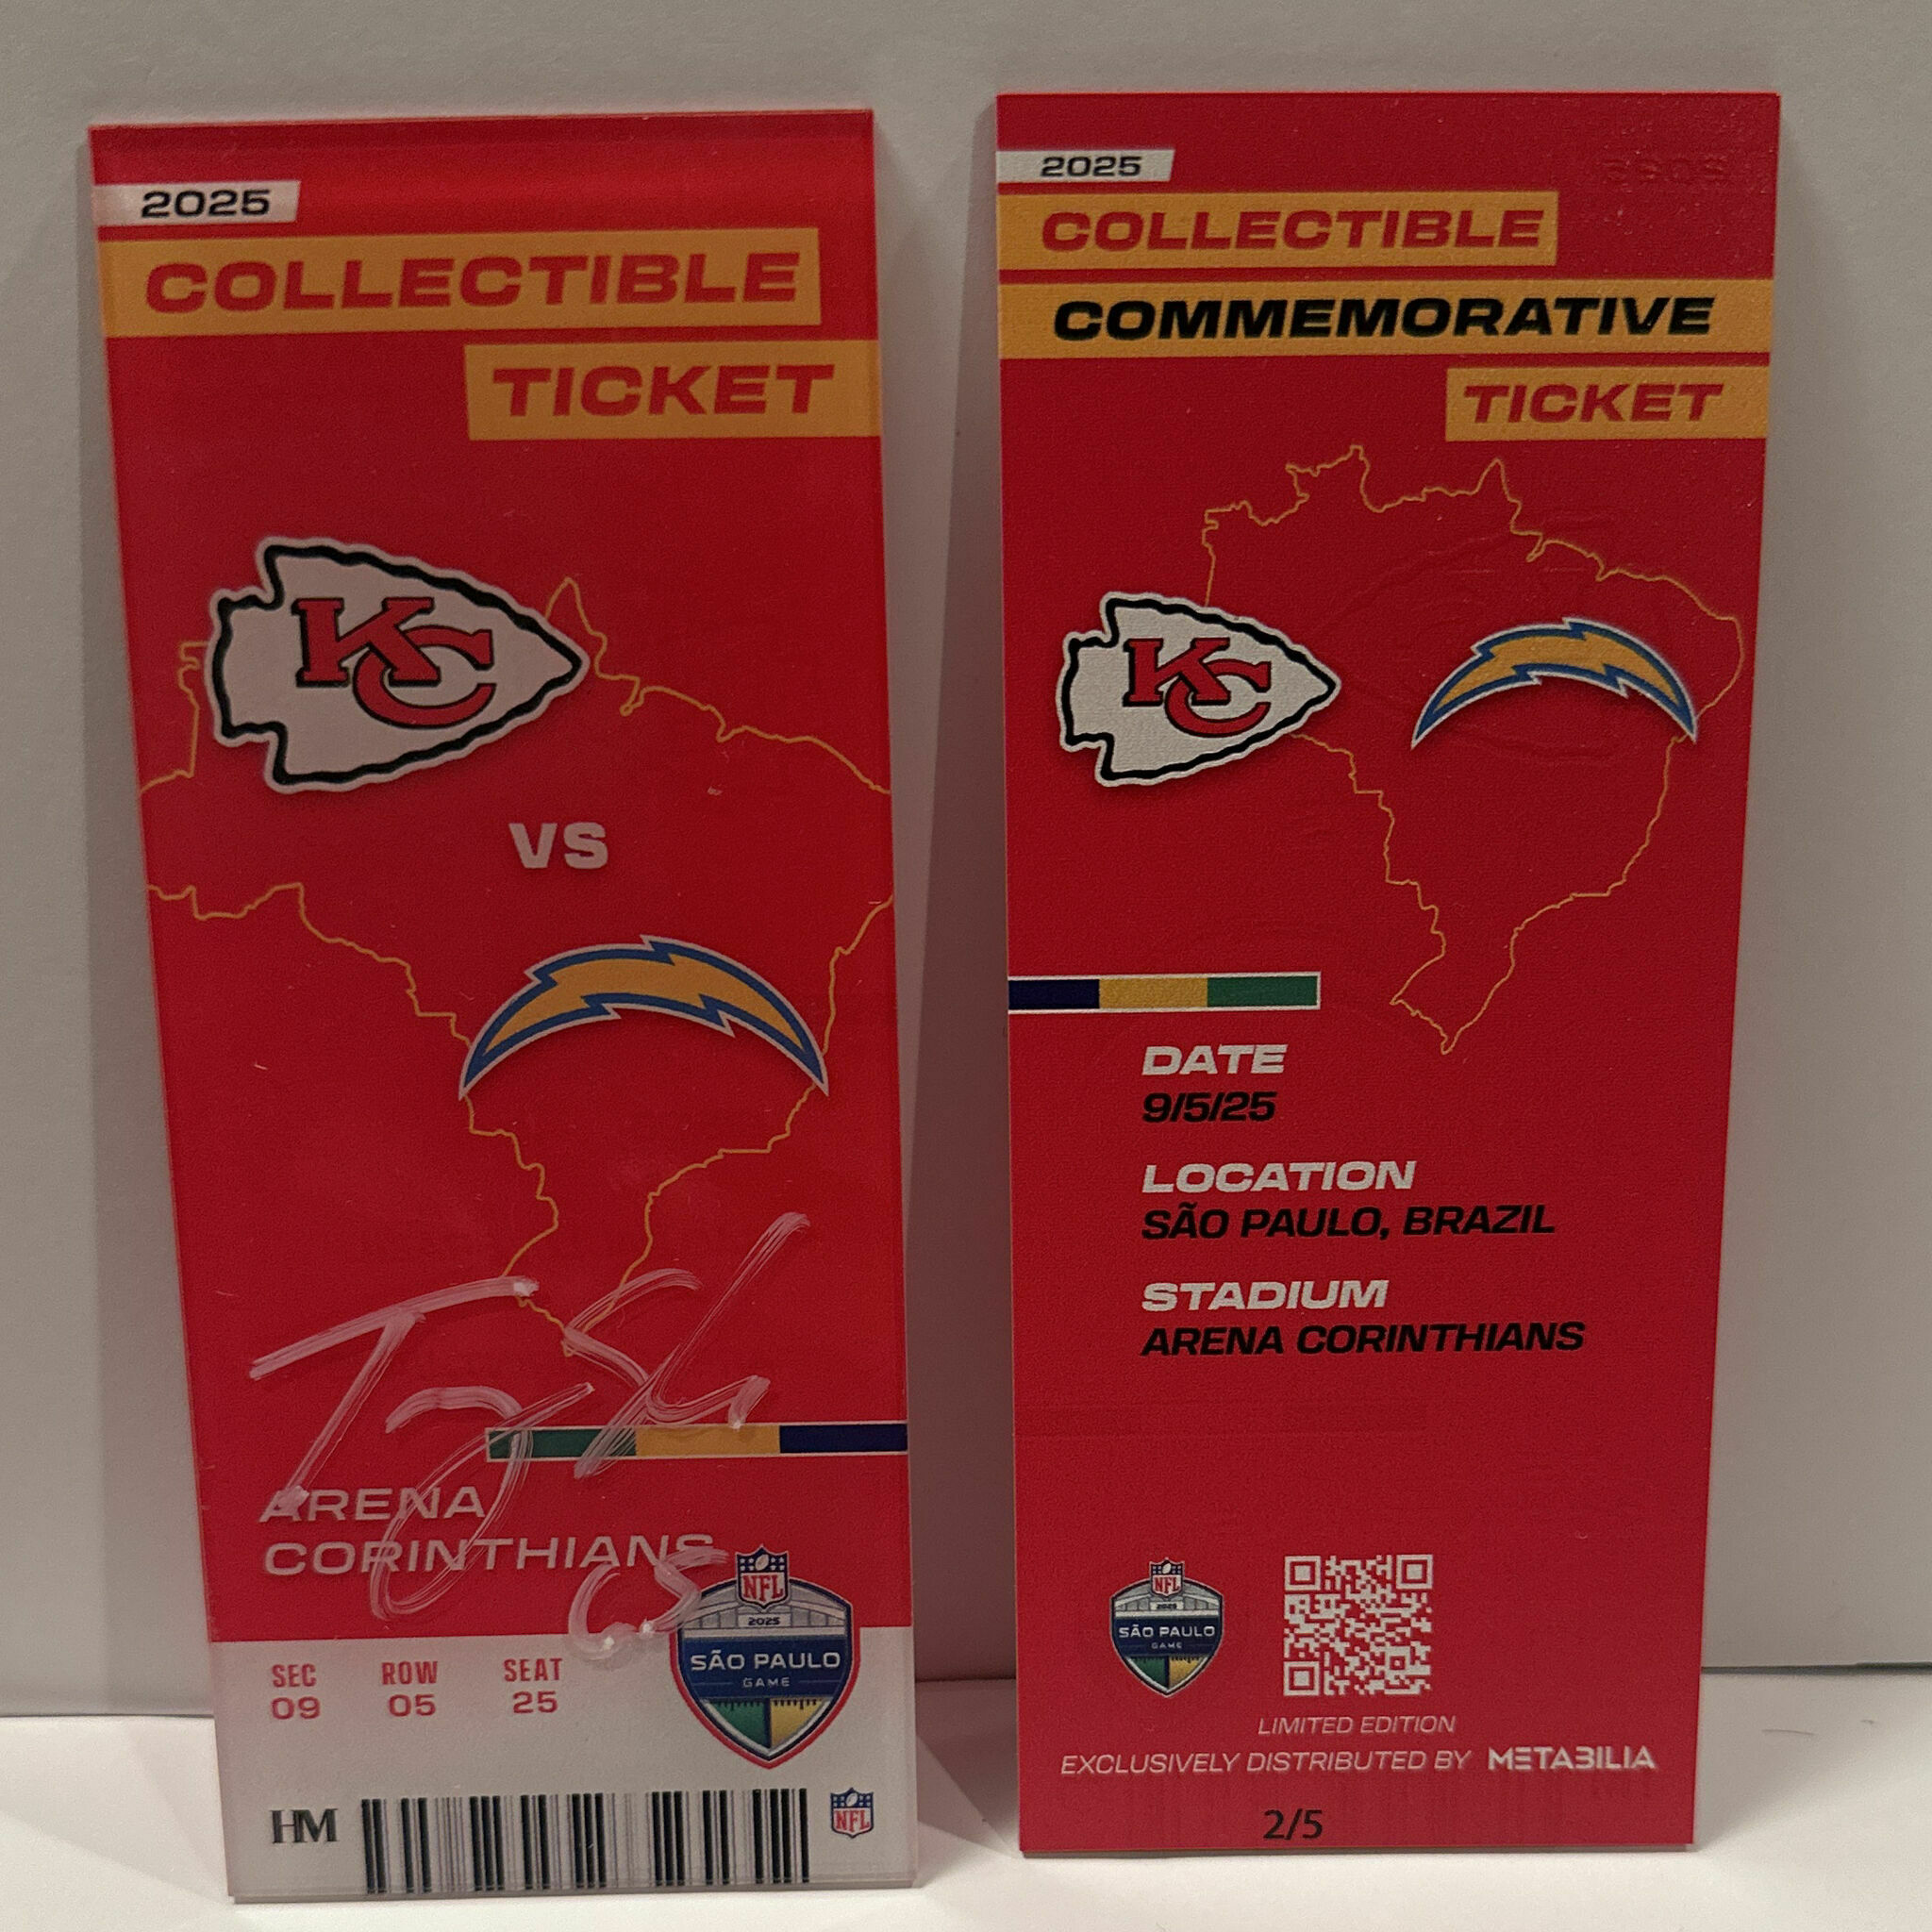 2025
COLLECTIBLE
TICKET
KC
VS
ARENA
CORINTHIANS
NFL
2025
SÃO PAULO
GAME
SEC ROW SEAT
09 05 25
HM
NFL
2025
COLLECTIBLE
COMMEMORATIVE
TICKET
KC
DATE
9/5/25
LOCATION
SÃO PAULO, BRAZIL
STADIUM
ARENA CORINTHIANS
NFL
2025
SÃO PAULO
GAME
LIMITED EDITION
EXCLUSIVELY DISTRIBUTED BY METABILIA
2/5